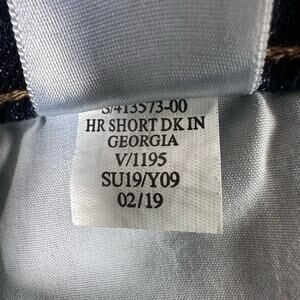 S/413573-00
HR SHORT DK IN
GEORGIA
V/1195
SU19/Y09
02/19